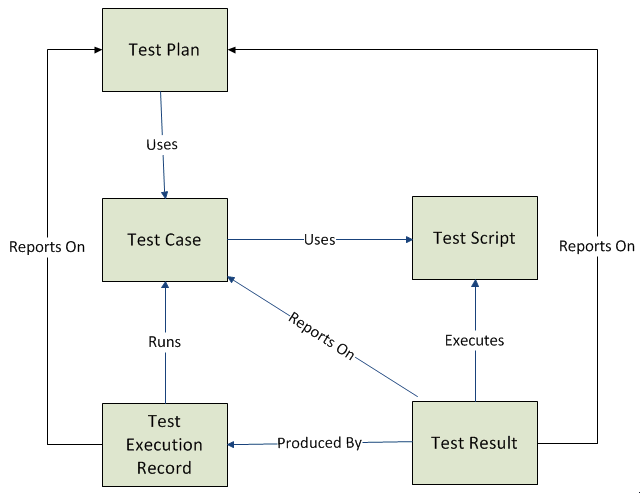 Test Plan
Uses
Test Case
Uses
Test Script
Reports On
Reports On
Runs
Reports On
Executes
Test
Execution
Record
Produced By
Test Result